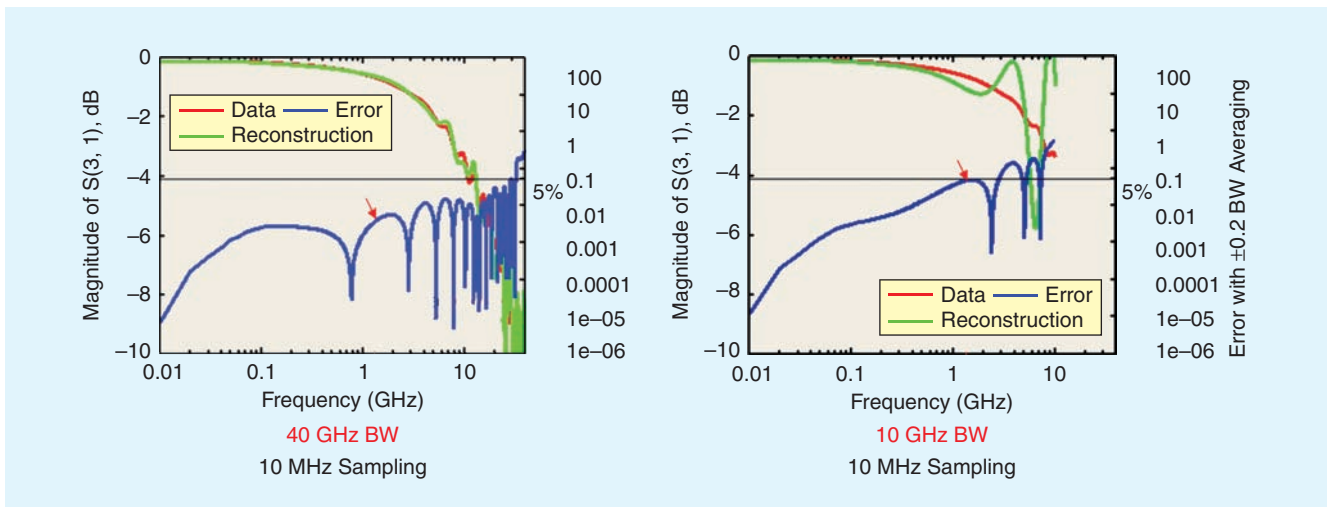 Magnitude of S(3, 1), dB
0
–2
–4
–6
–8
–10
Data
Error
Reconstruction
5%
100
10
1
0.1
0.01
0.001
0.0001
1e–05
1e–06
0.01
0.1
1
10
Frequency (GHz)
40 GHz BW
10 MHz Sampling
Magnitude of S(3, 1), dB
0
–2
–4
–6
–8
–10
Data
Error
Reconstruction
5%
100
10
1
0.1
0.01
0.001
0.0001
1e–05
1e–06
Error with ±0.2 BW Averaging
0.01
0.1
1
10
Frequency (GHz)
10 GHz BW
10 MHz Sampling